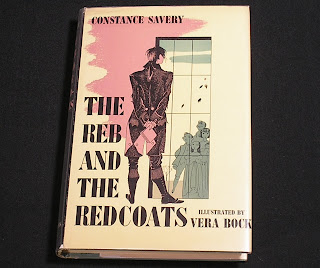 CONSTANCE SAVERY
THE
REB
AND
THE
REDCOATS
ILLUSTRATED BY
VERA BOCK